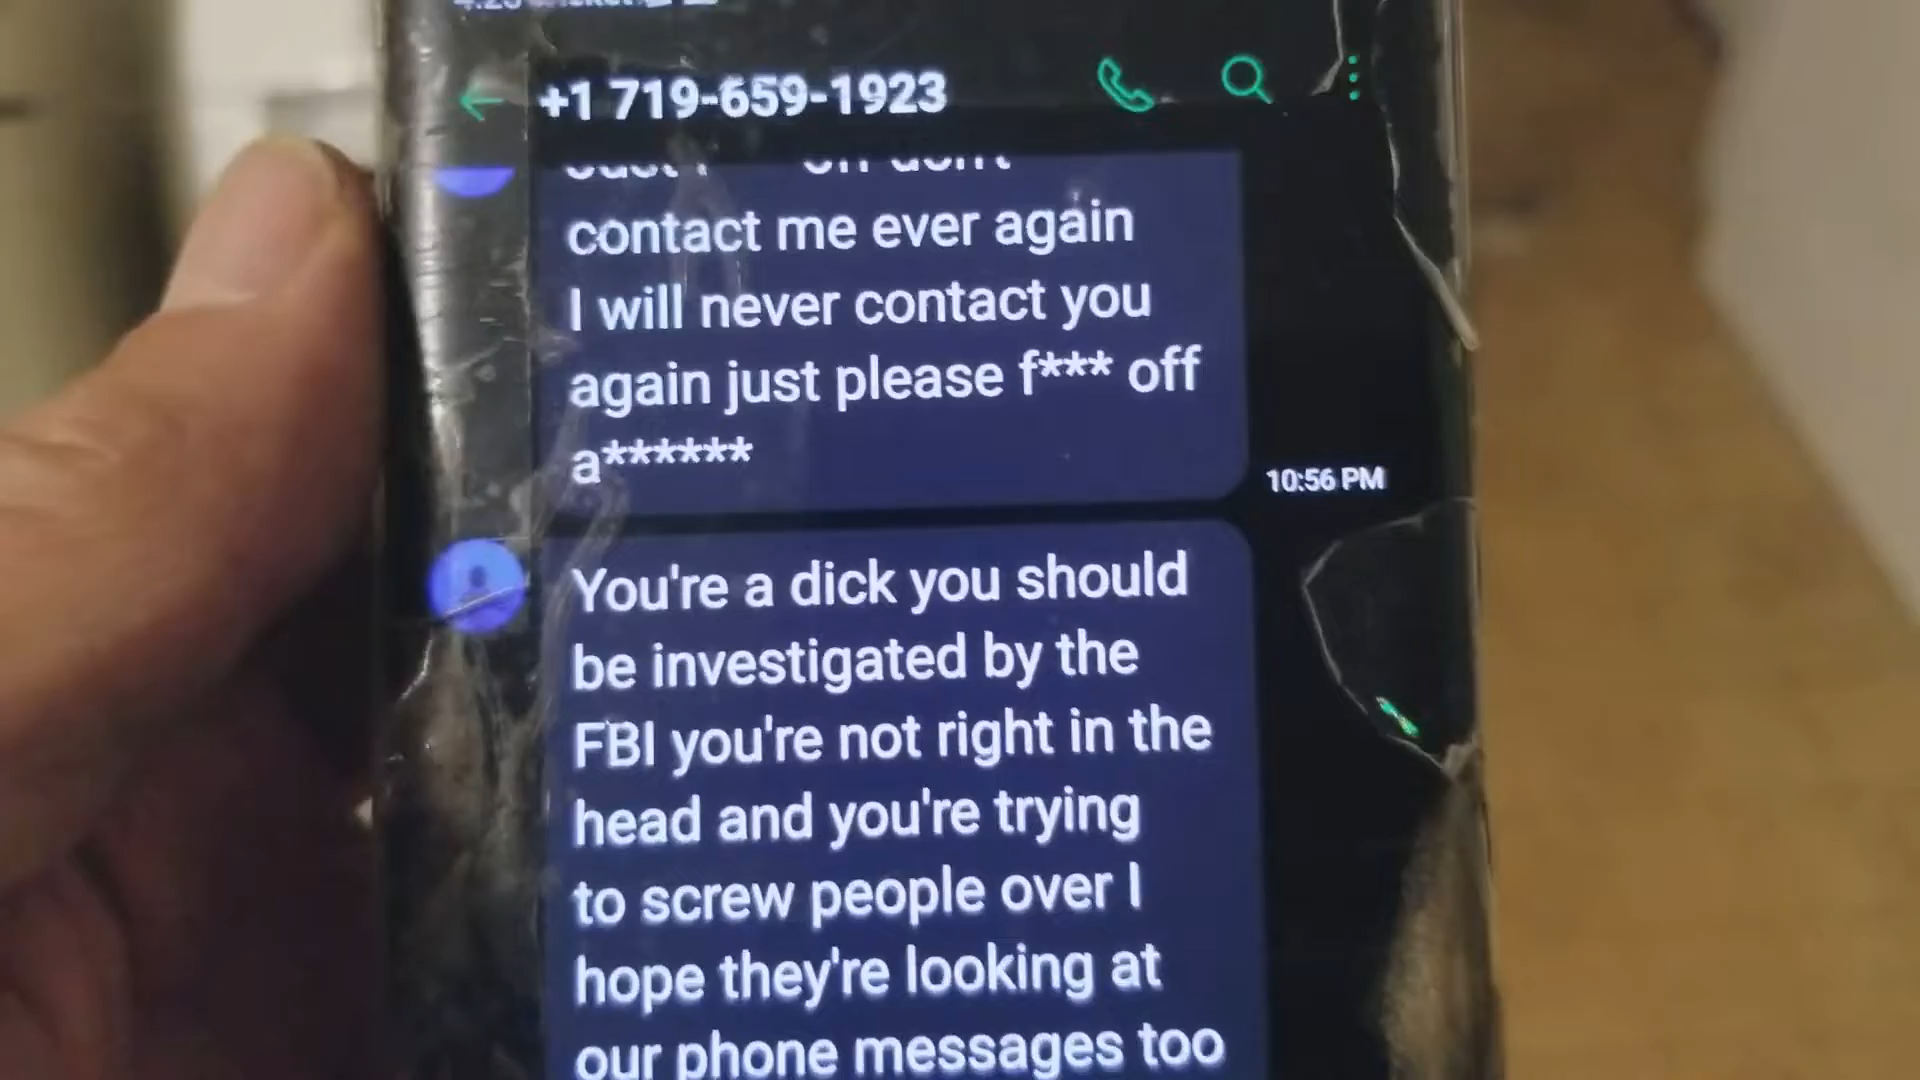 +1 719-659-1923
contact me ever again
I will never contact you
again just please f*** off
a******
10:56 PM
You're a dick you should
be investigated by the
FBI you're not right in the
head and you're trying
to screw people over I
hope they're looking at
our phone messages too